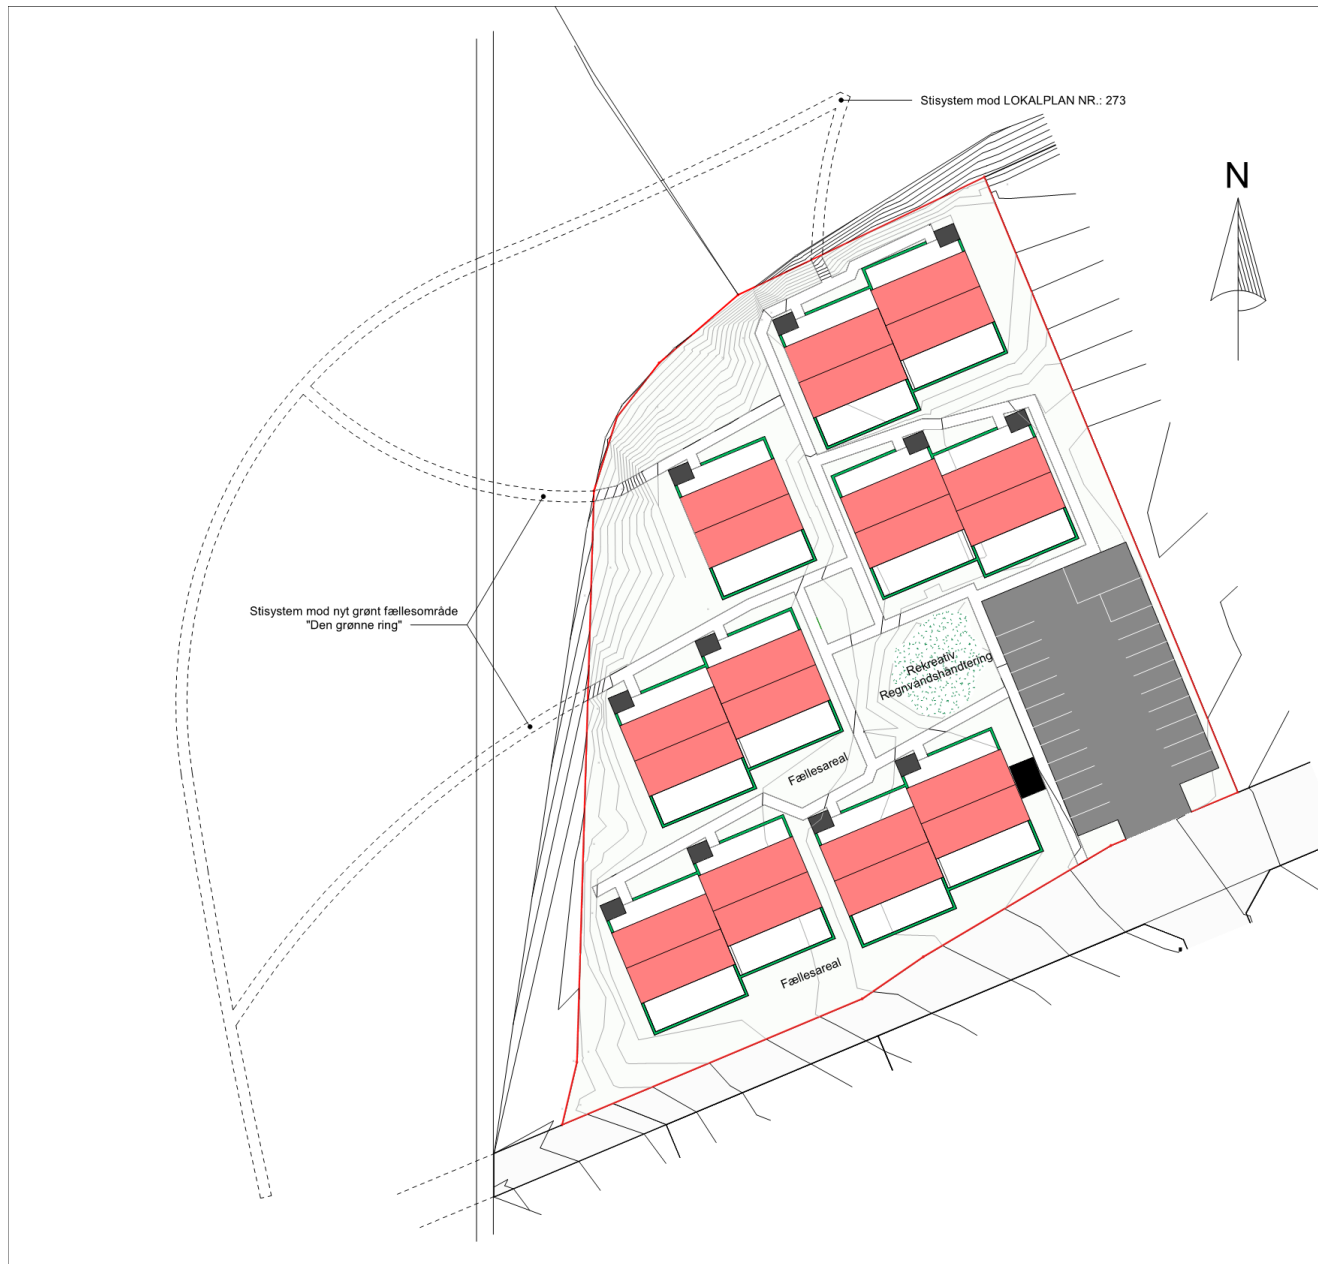 Stisystem mod LOKALPLAN NR.: 273
N
Stisystem mod nyt grønt fællesområde
"Den grønne ring"
Rekreativ
Regnvandshåndtering
Fællesareal
Fællesareal